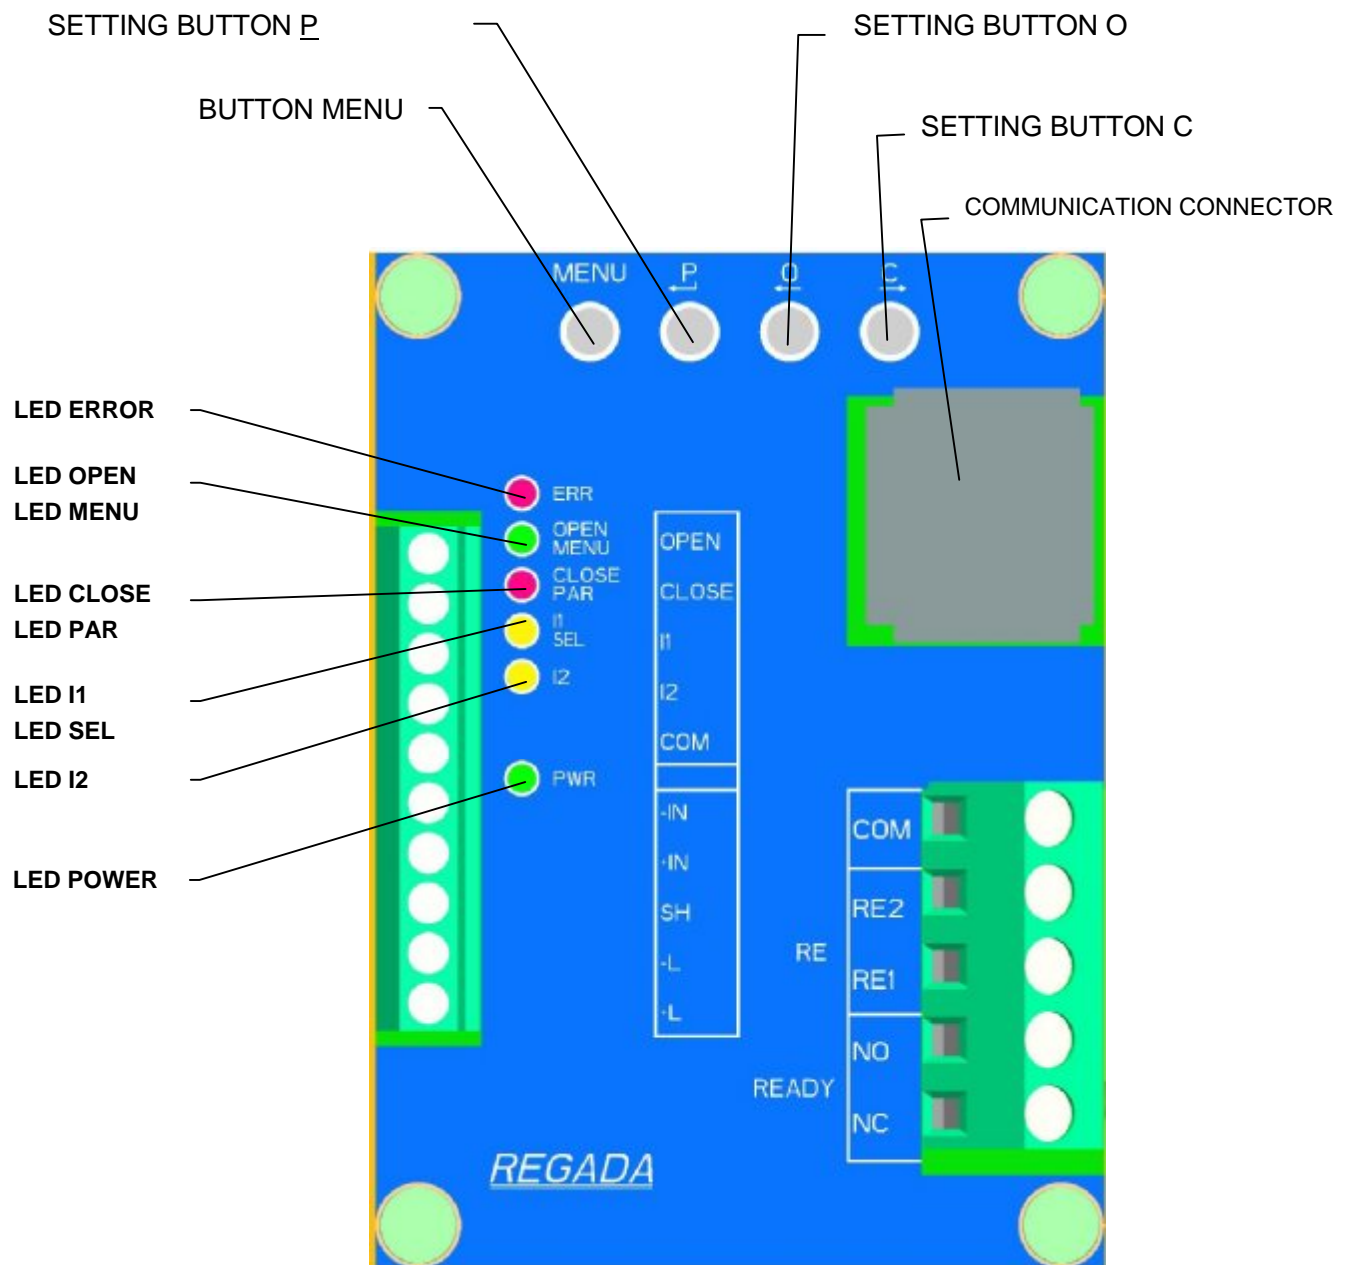 SETTING BUTTON P
SETTING BUTTON O
BUTTON MENU
SETTING BUTTON C
COMMUNICATION CONNECTOR
MENU P O C
LED ERROR
LED OPEN
LED MENU
LED CLOSE
LED PAR
LED I1
LED SEL
LED I2
LED POWER
ERR
OPEN
MENU
CLOSE
PAR
I1
SEL
I2
PWR
OPEN
CLOSE
I1
I2
COM
-IN
+IN
SH
-L
+L
COM
RE2
RE
RE1
NO
READY
NC
REGADA